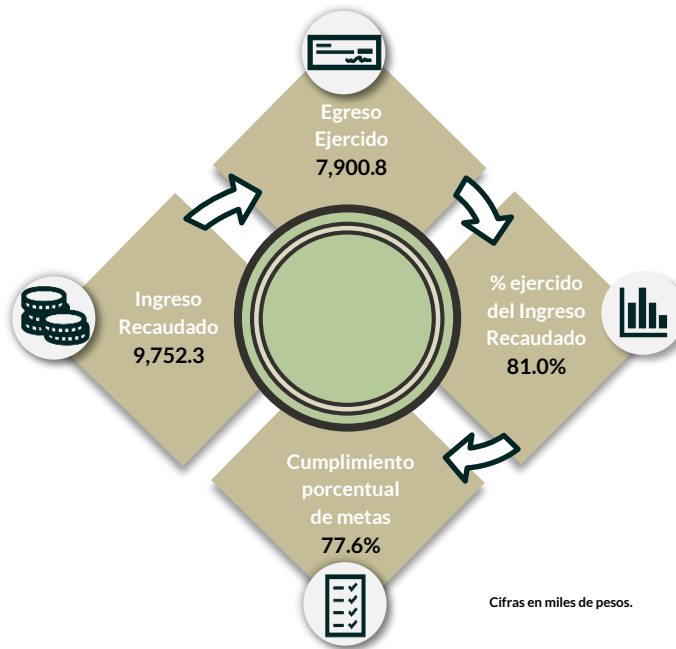 Egreso
Ejercido
7,900.8
Ingreso
Recaudado
9,752.3
% ejercido
del Ingreso
Recaudado
81.0%
Cumplimiento
porcentual
de metas
77.6%
Cifras en miles de pesos.